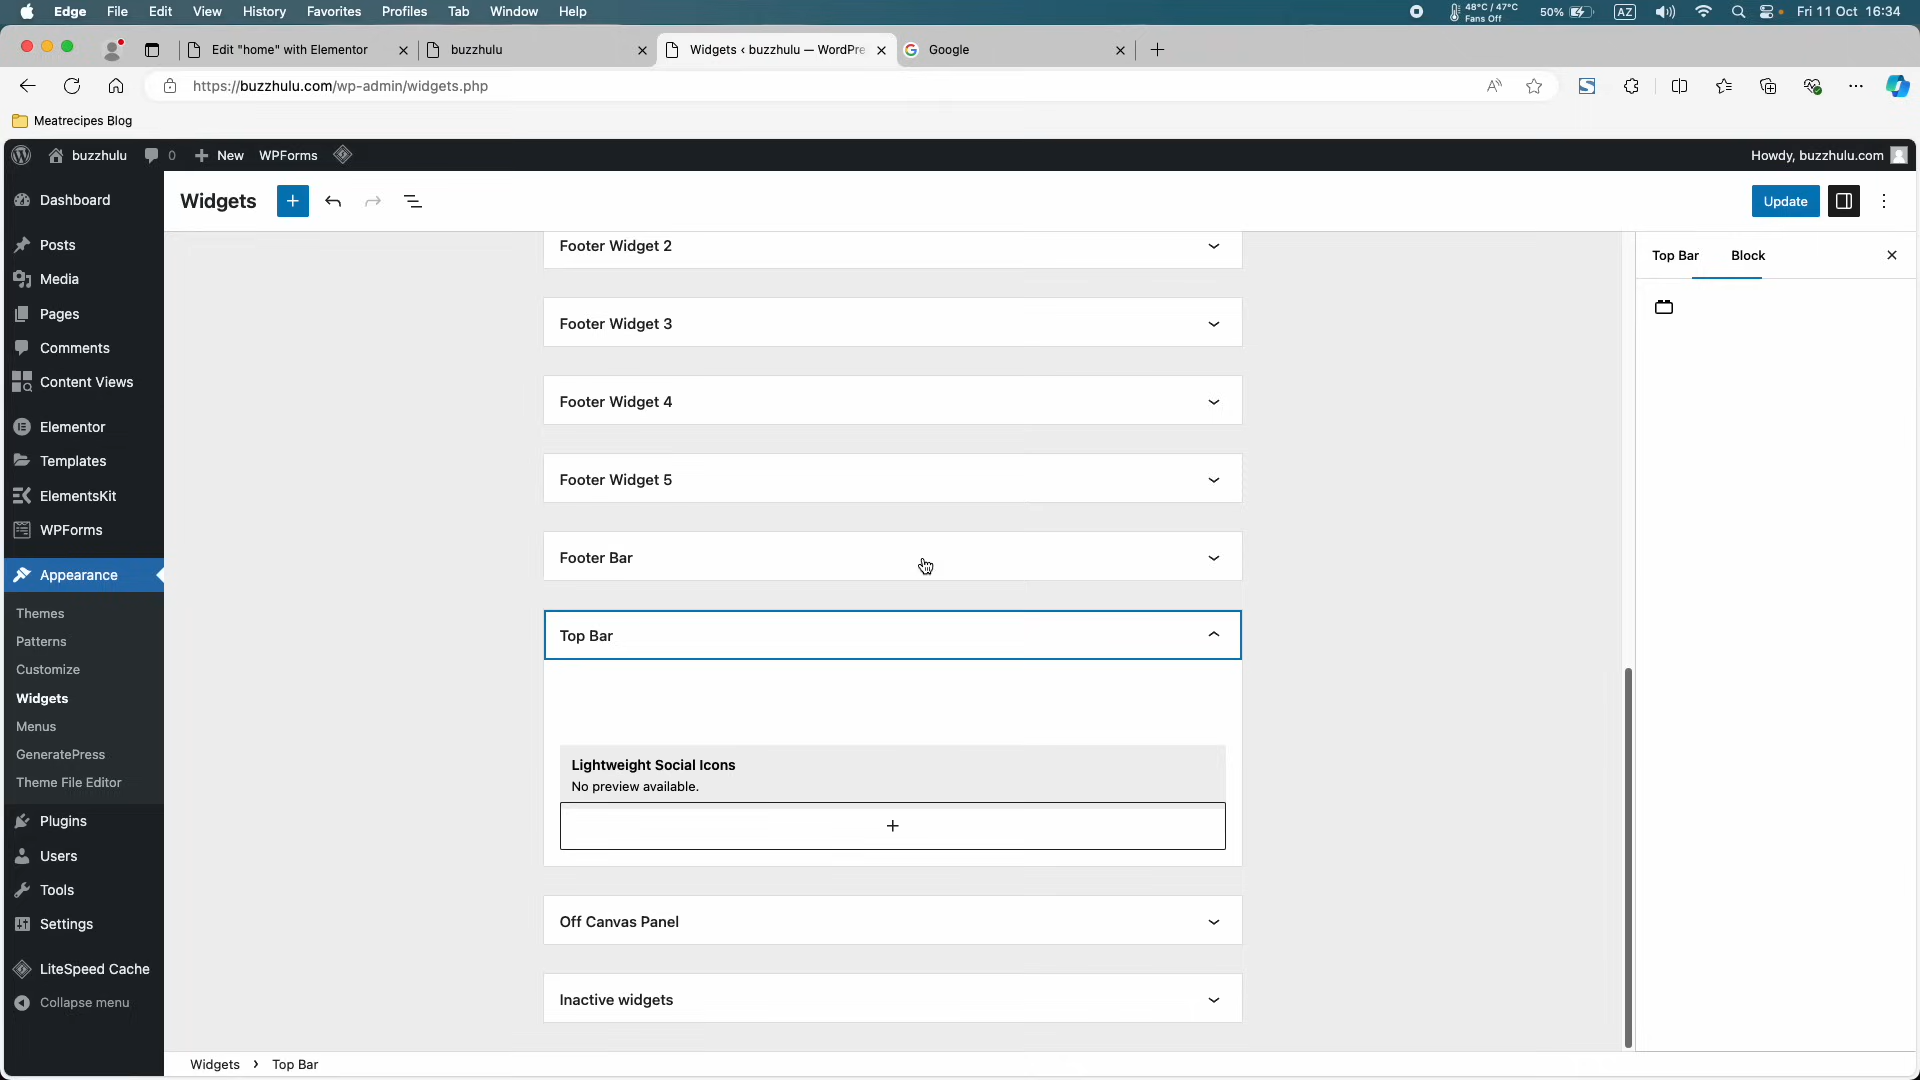 Edge File Edit View History Favorites Profiles Tab Window Help 48°C / 47°C Fans Off 50% AZ Fri 11 Oct 16:34
Edit "home" with Elementor buzzhulu Widgets ‹ buzzhulu — WordPre Google
https://buzzhulu.com/wp-admin/widgets.php
Meatrecipes Blog
buzzhulu 0 New WPForms Howdy, buzzhulu.com
Dashboard
Posts
Media
Pages
Comments
Content Views
Elementor
Templates
ElementsKit
WPForms
Appearance
Themes
Patterns
Customize
Widgets
Menus
GeneratePress
Theme File Editor
Plugins
Users
Tools
Settings
LiteSpeed Cache
Collapse menu
Widgets Update
Footer Widget 2
Footer Widget 3
Footer Widget 4
Footer Widget 5
Footer Bar
Top Bar
Lightweight Social Icons
No preview available.
Off Canvas Panel
Inactive widgets
Top Bar Block
Widgets › Top Bar